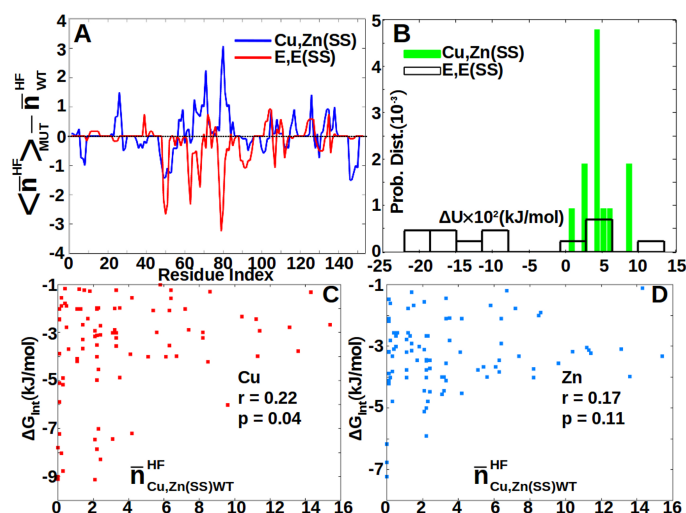 A
Cu,Zn(SS)
E,E(SS)
<n̅^HF>_MUT − n̅^HF_WT
4
3
2
1
0
-1
-2
-3
-4
0 20 40 60 80 100 120 140
Residue Index
B
Cu,Zn(SS)
E,E(SS)
Prob. Dist.(10^-3)
5
4
3
2
1
0
ΔU×10^2(kJ/mol)
-25 -20 -15 -10 -5 0 5 10 15
C
Cu
r = 0.22
p = 0.04
ΔG_Int(kJ/mol)
-1
-3
-5
-7
-9
n̅^HF_Cu,Zn(SS)WT
0 2 4 6 8 10 12 14 16
D
Zn
r = 0.17
p = 0.11
ΔG_Int(kJ/mol)
-1
-3
-5
-7
n̅^HF_Cu,Zn(SS)WT
0 2 4 6 8 10 12 14 16